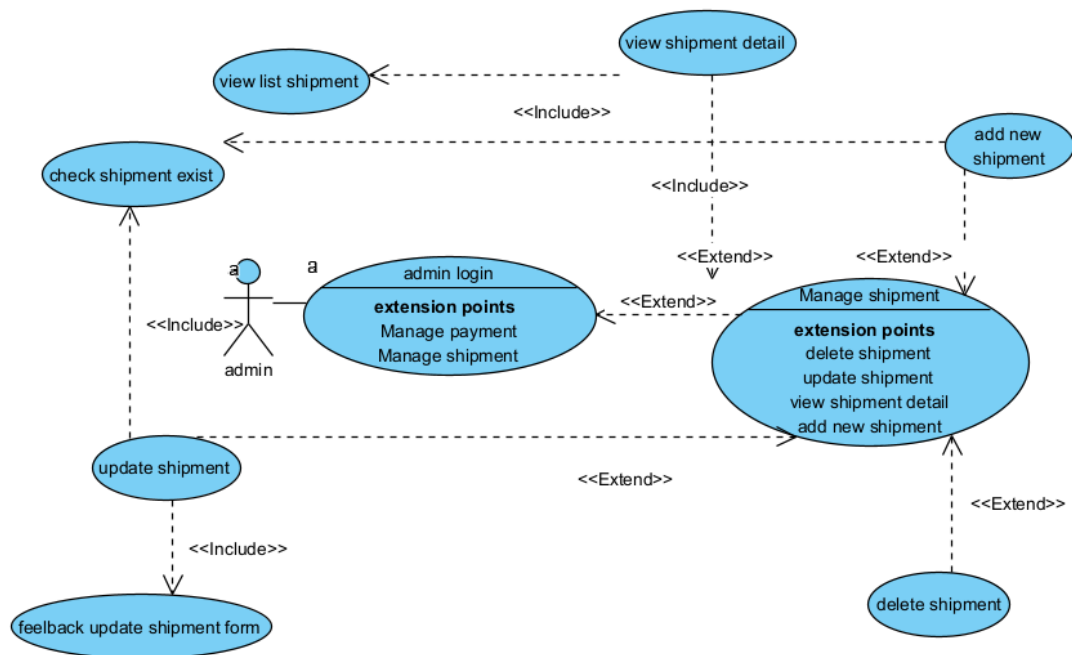 view shipment detail
view list shipment
<<Include>>
add new
shipment
check shipment exist
<<Include>>
<<Extend>>
<<Extend>>
a
a
admin login
<<Extend>>
Manage shipment
extension points
Manage payment
Manage shipment
<<Include>>
admin
extension points
delete shipment
update shipment
view shipment detail
add new shipment
update shipment
<<Extend>>
<<Extend>>
<<Include>>
delete shipment
feelback update shipment form